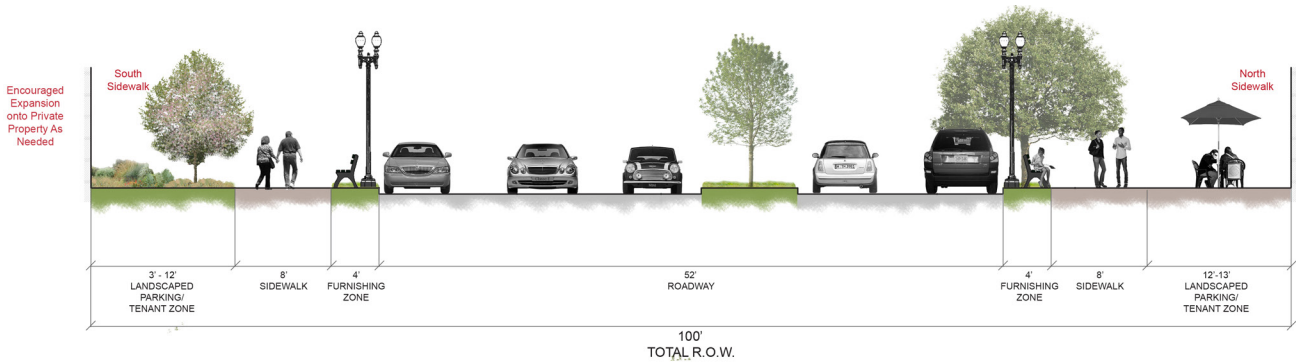 Encouraged
Expansion
onto Private
Property As
Needed
South
Sidewalk
North
Sidewalk
3' - 12'
LANDSCAPED
PARKING/
TENANT ZONE
8'
SIDEWALK
4'
FURNISHING
ZONE
52'
ROADWAY
4'
FURNISHING
ZONE
8'
SIDEWALK
12'-13'
LANDSCAPED
PARKING/
TENANT ZONE
100'
TOTAL R.O.W.